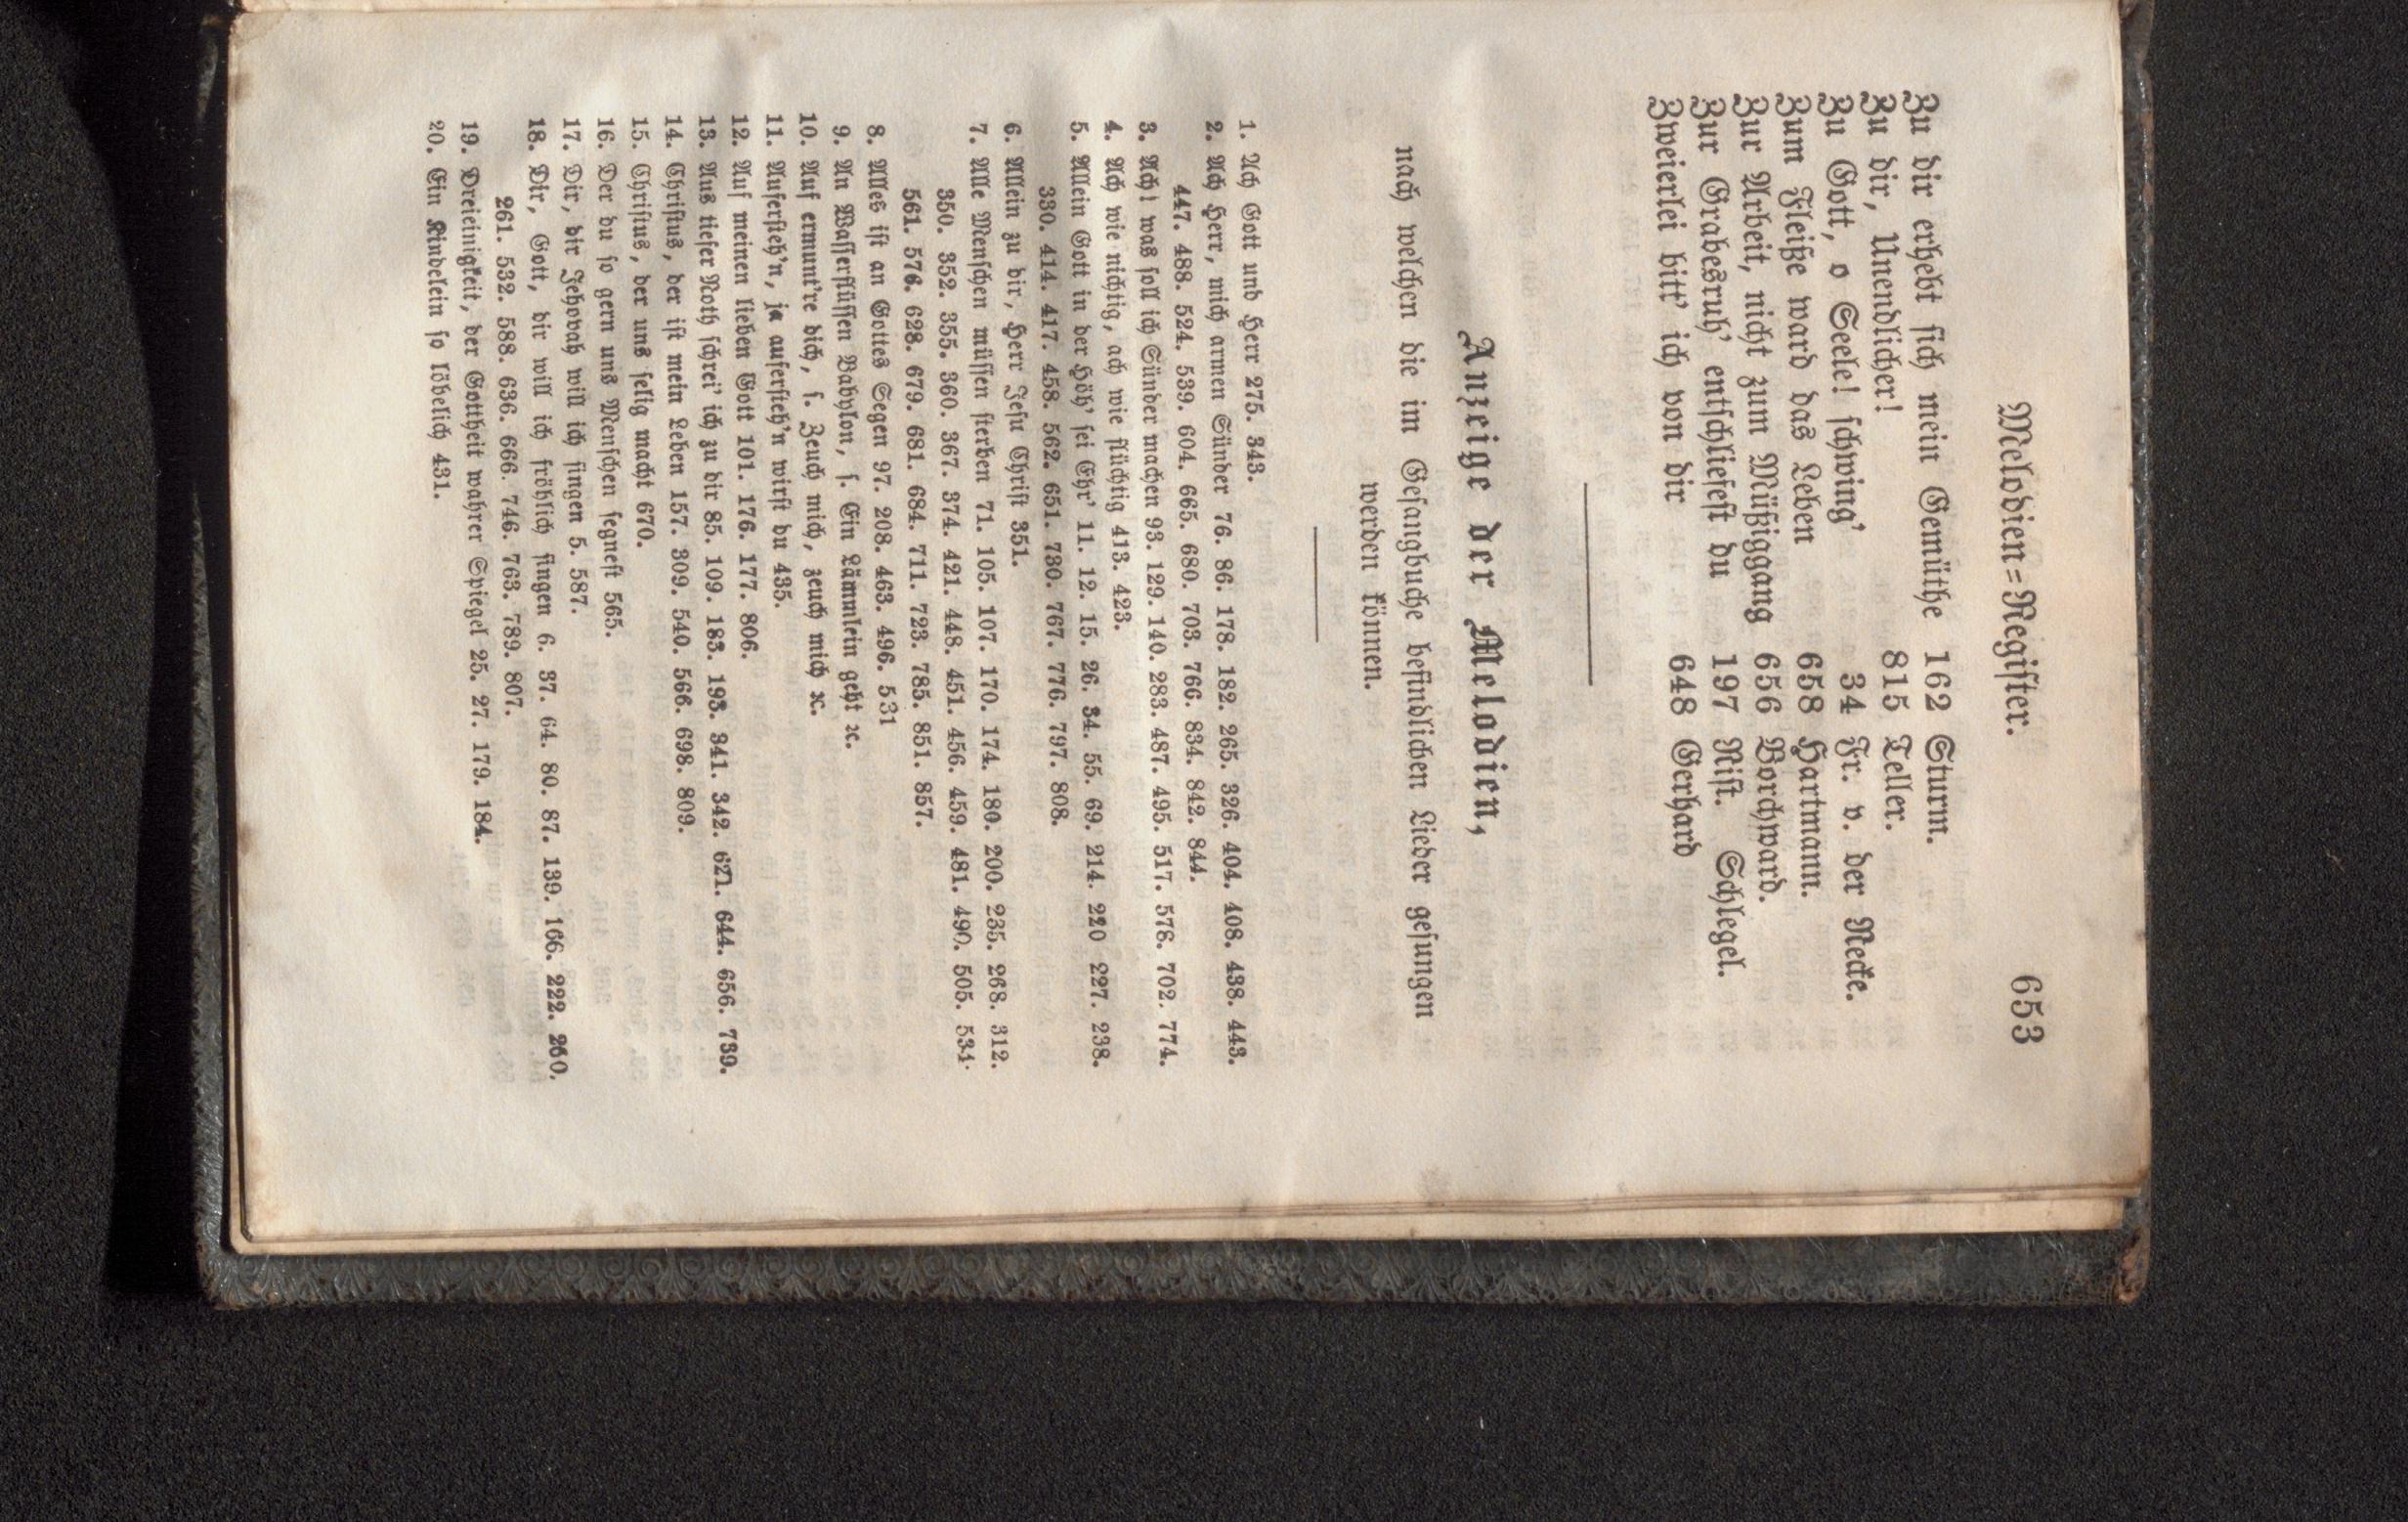 Melodien=Regiſter. 653
Zu dir erhebt ſich mein Gemüthe 162 Sturm.
Zu dir, Unendlicher! 815 Teller.
Zu Gott, o Seele! ſchwing' 34 Fr. v. der Recke.
Zum Fleiße ward das Leben 658 Hartmann.
Zur Arbeit, nicht zum Müßiggang 656 Borchward.
Zur Grabesruh' entſchliefeſt du 197 Riſt. Schlegel.
Zweierlei bitt' ich von dir 648 Gerhard
Anzeige der Melodien,
nach welchen die im Geſangbuche befindlichen Lieder geſungen
werden können.
1. Ach Gott und Herr 275. 343.
2. Ach Herr, mich armen Sünder 76. 86. 178. 182. 265. 326. 404. 408. 438. 443.
447. 488. 524. 539. 604. 665. 680. 703. 766. 834. 842. 844.
3. Ach! was ſoll ich Sünder machen 93. 129. 140. 283. 487. 495. 517. 578. 702. 774.
4. Ach wie nichtig, ach wie flüchtig 413. 423.
5. Allein Gott in der Höh' ſei Ehr' 11. 12. 15. 26. 34. 55. 69. 214. 220 227. 238.
330. 414. 417. 458. 562. 651. 730. 767. 776. 797. 808.
6. Allein zu dir, Herr Jeſu Chriſt 351.
7. Alle Menſchen müſſen ſterben 71. 105. 107. 170. 174. 180. 200. 235. 268. 312.
350. 352. 355. 360. 367. 374. 421. 448. 451. 456. 459. 481. 490. 505. 534.
561. 576. 628. 679. 681. 684. 711. 723. 785. 851. 857.
8. Alles iſt an Gottes Segen 97. 208. 463. 496. 531
9. An Waſſerflüſſen Babylon, ſ. Ein Lämmlein geht ꝛc.
10. Auf ermunt're dich, ſ. Zeuch mich, zeuch mich ꝛc.
11. Auferſteh'n, ja auferſteh'n wirſt du 435.
12. Auf meinen lieben Gott 101. 176. 177. 806.
13. Aus tiefer Noth ſchrei' ich zu dir 85. 109. 183. 193. 341. 342. 621. 644. 656. 739.
14. Chriſtus, der iſt mein Leben 157. 309. 540. 566. 698. 809.
15. Chriſtus, der uns ſelig macht 670.
16. Der du ſo gern uns Menſchen ſegneſt 565.
17. Dir, dir Jehovah will ich ſingen 5. 587.
18. Dir, Gott, dir will ich fröhlich ſingen 6. 37. 64. 80. 87. 139. 166. 222. 250.
261. 532. 588. 636. 666. 746. 763. 789. 807.
19. Dreieinigkeit, der Gottheit wahrer Spiegel 25. 27. 179. 184.
20. Ein Kindelein ſo löbelich 431.